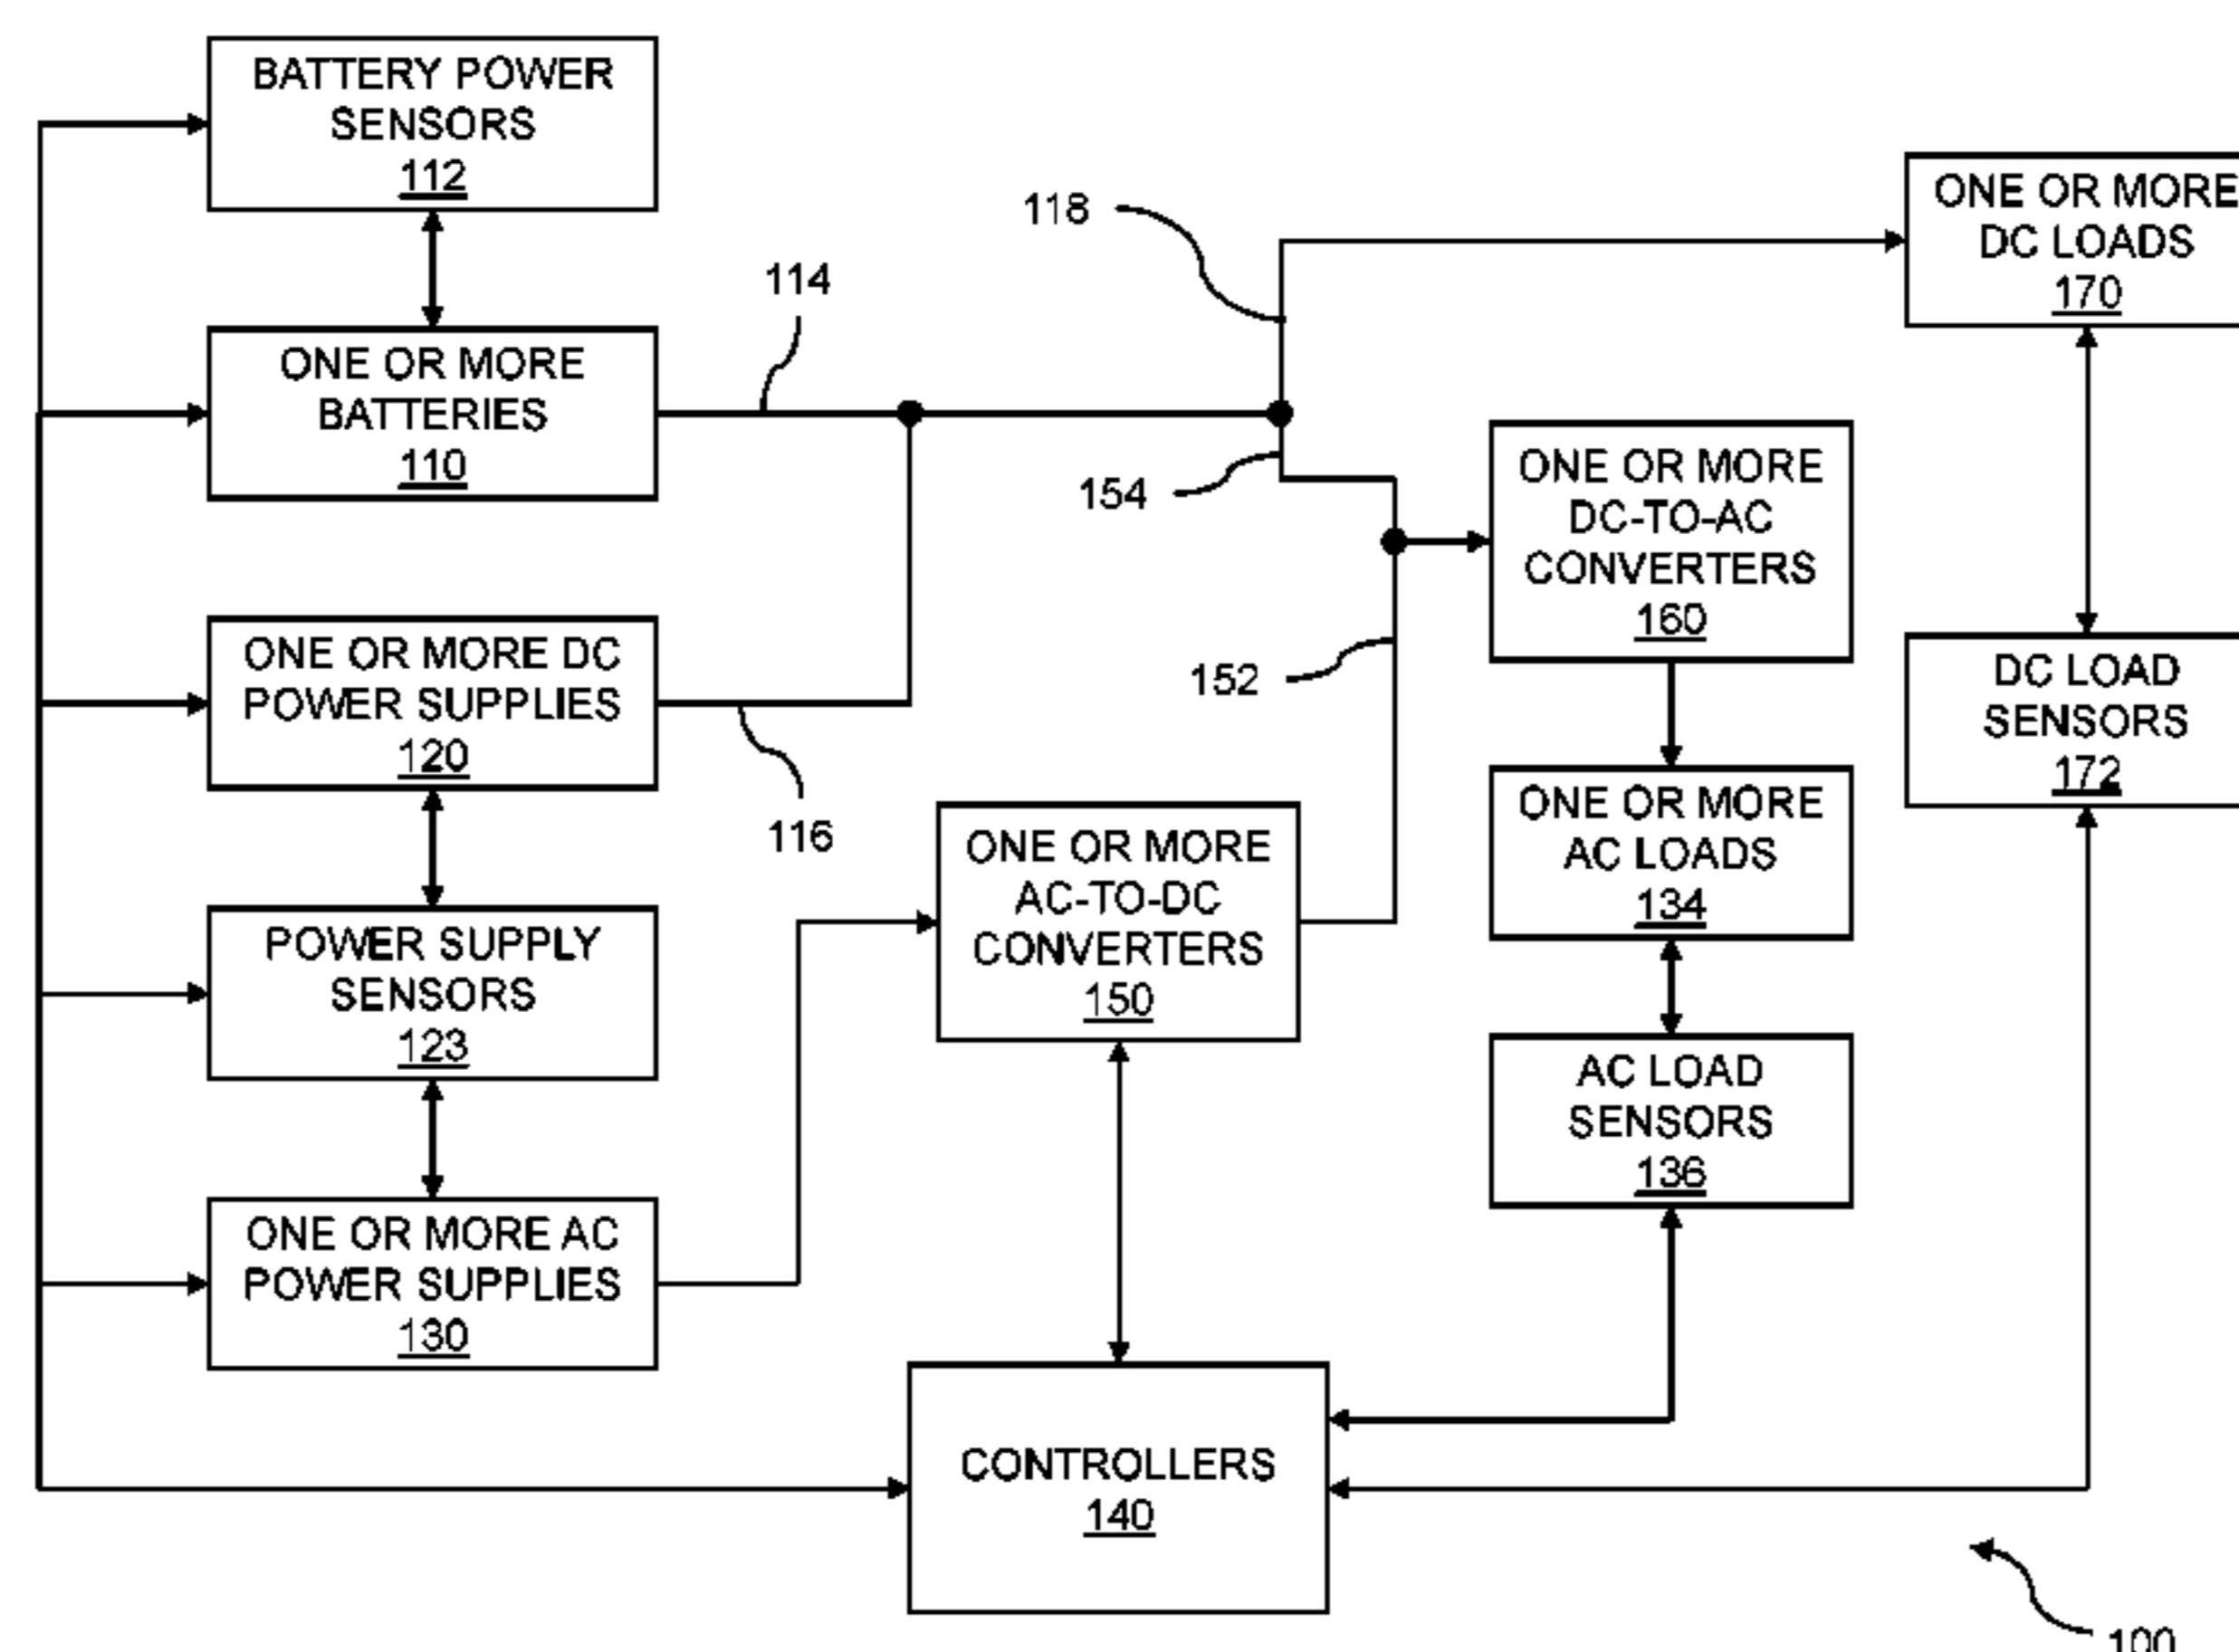 BATTERY POWER
SENSORS
112
ONE OR MORE
BATTERIES
110
ONE OR MORE DC
POWER SUPPLIES
120
POWER SUPPLY
SENSORS
123
ONE OR MORE AC
POWER SUPPLIES
130
114
116
118
154
152
ONE OR MORE
AC-TO-DC
CONVERTERS
150
CONTROLLERS
140
ONE OR MORE
DC-TO-AC
CONVERTERS
160
ONE OR MORE
AC LOADS
134
AC LOAD
SENSORS
136
ONE OR MORE
DC LOADS
170
DC LOAD
SENSORS
172
100